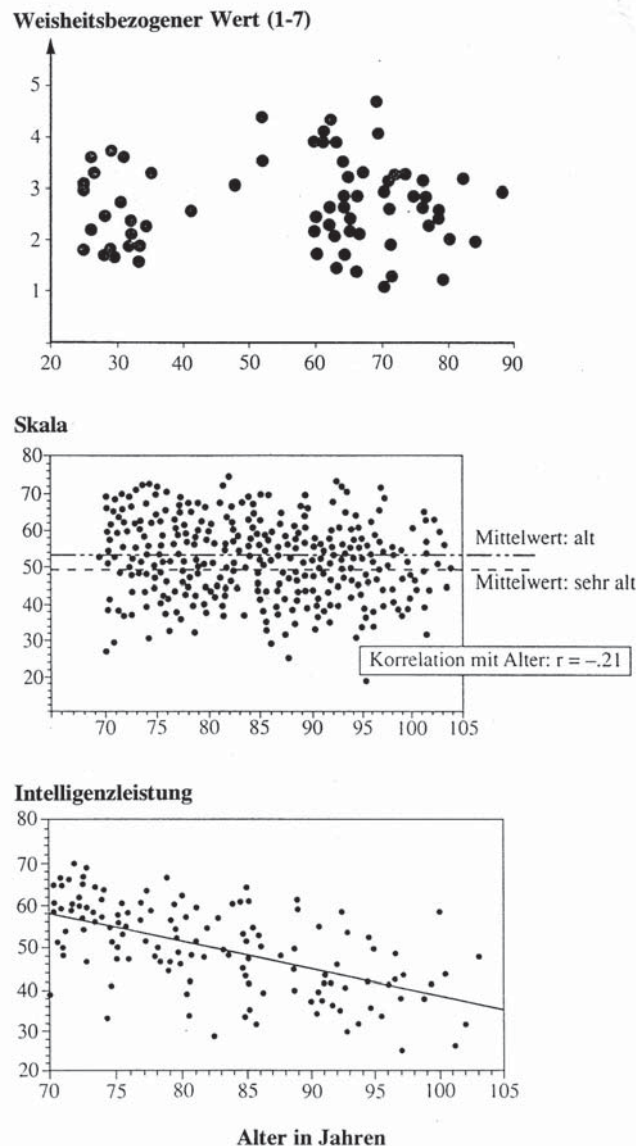 Weisheitsbezogener Wert (1-7)
5
4
3
2
1
20 30 40 50 60 70 80 90
Skala
80
70
60
50
40
30
20
Mittelwert: alt
Mittelwert: sehr alt
Korrelation mit Alter: r = –.21
70 75 80 85 90 95 100 105
Intelligenzleistung
80
70
60
50
40
30
20
70 75 80 85 90 95 100 105
Alter in Jahren